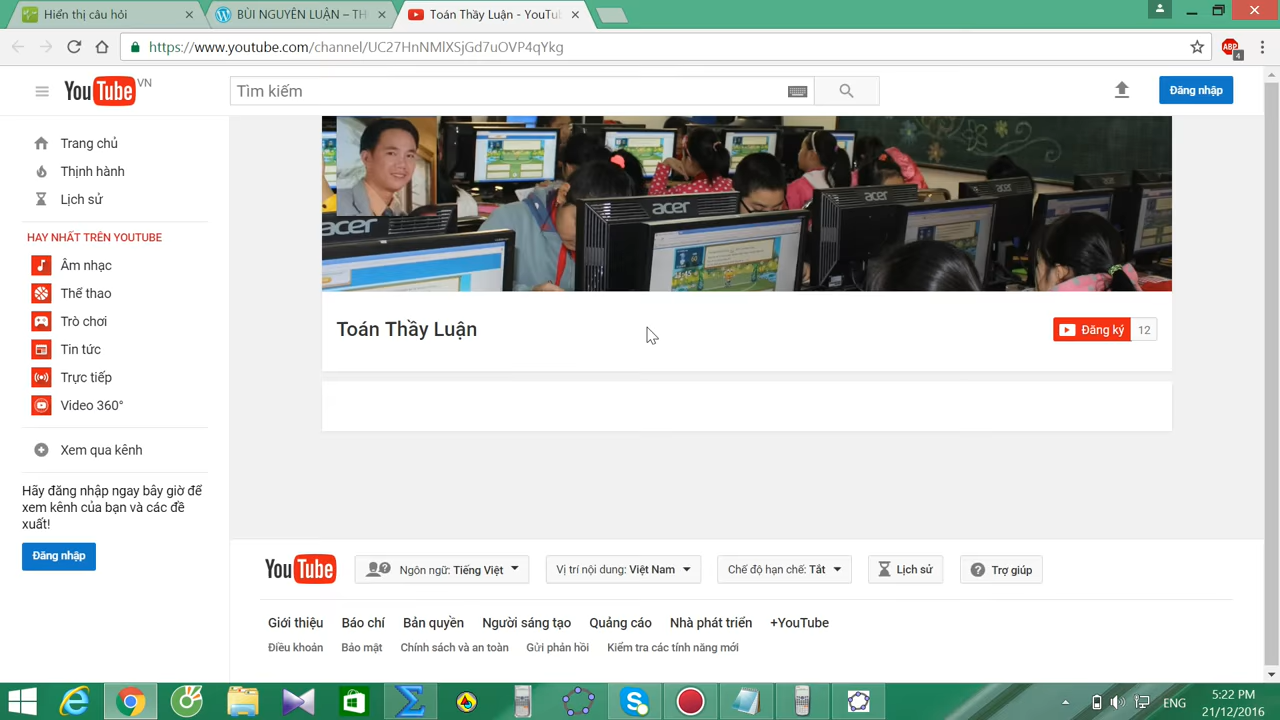 Hiển thị câu hỏi
BÙI NGUYÊN LUẬN – TH
Toán Thầy Luận - YouTu
https://www.youtube.com/channel/UC27HnNMlXSjGd7uOVP4qYkg
ABP
4
YouTube VN
Tìm kiếm
Đăng nhập
Trang chủ
Thịnh hành
Lịch sử
HAY NHẤT TRÊN YOUTUBE
Âm nhạc
Thể thao
Trò chơi
Tin tức
Trực tiếp
Video 360°
Xem qua kênh
Hãy đăng nhập ngay bây giờ để
xem kênh của bạn và các đề
xuất!
Đăng nhập
acer
acer
acer
acer
Toán Thầy Luận
Đăng ký 12
YouTube
Ngôn ngữ: Tiếng Việt
Vị trí nội dung: Việt Nam
Chế độ hạn chế: Tắt
Lịch sử
Trợ giúp
Giới thiệu Báo chí Bản quyền Người sáng tạo Quảng cáo Nhà phát triển +YouTube
Điều khoản Bảo mật Chính sách và an toàn Gửi phản hồi Kiểm tra các tính năng mới
ENG
5:22 PM
21/12/2016